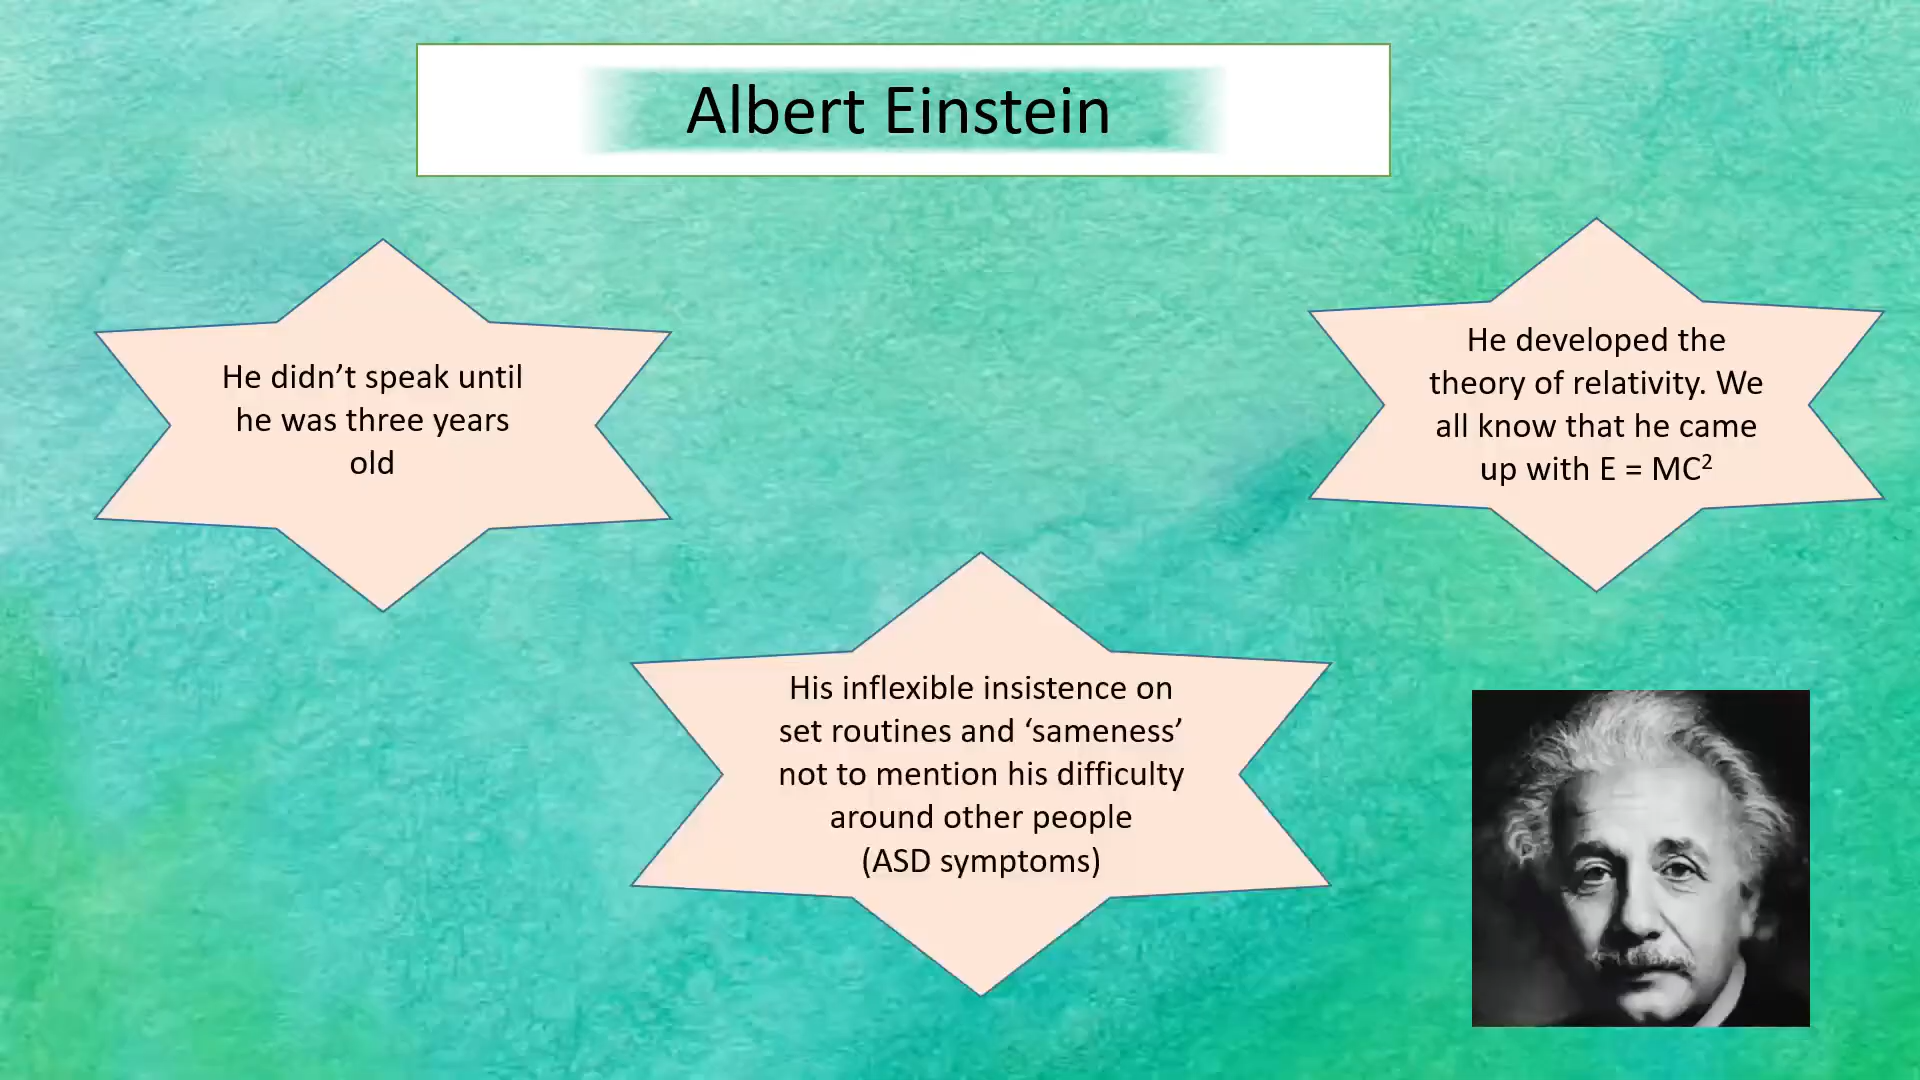 Albert Einstein
He didn’t speak until
he was three years
old
He developed the
theory of relativity. We
all know that he came
up with E = MC²
His inflexible insistence on
set routines and ‘sameness’
not to mention his difficulty
around other people
(ASD symptoms)